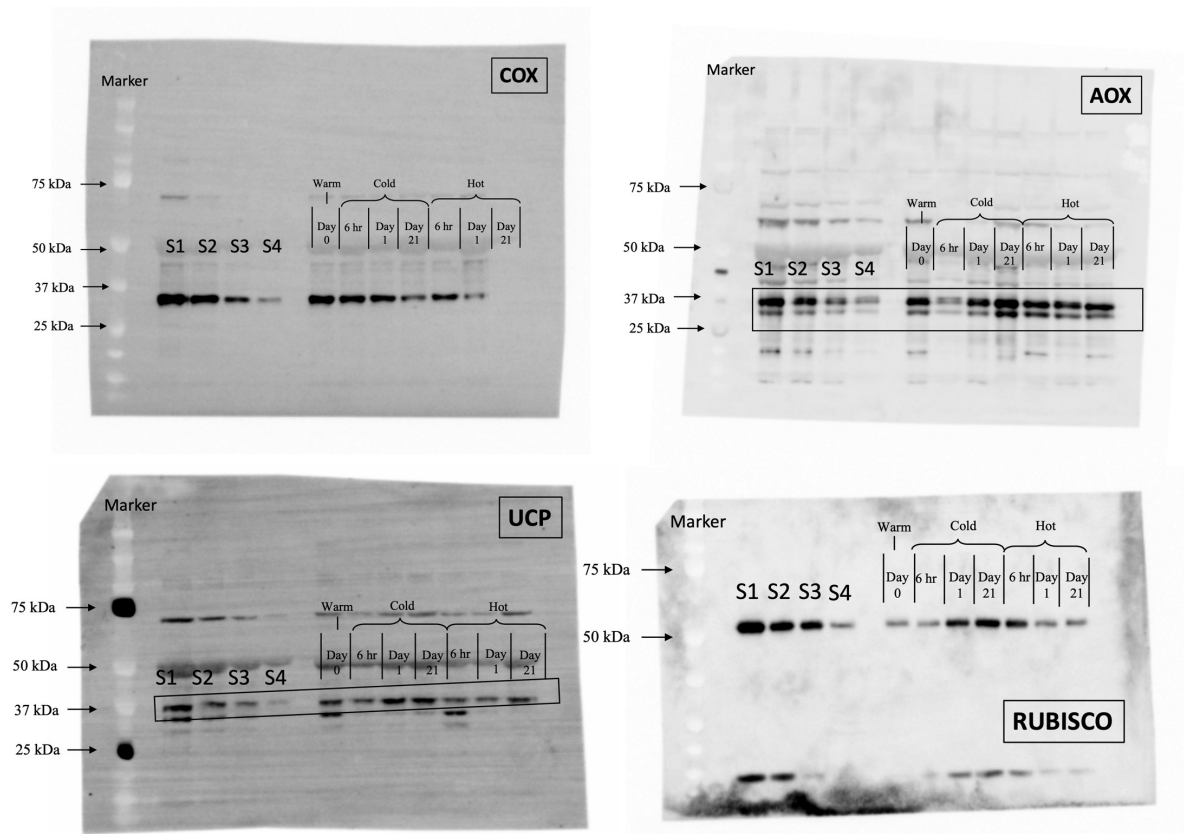 COX
Marker
75 kDa
Warm Cold Hot
Day 0 6 hr Day 1 Day 21 6 hr Day 1 Day 21
S1 S2 S3 S4
50 kDa
37 kDa
25 kDa
Marker
AOX
75 kDa
Warm Cold Hot
Day 0 6 hr Day 1 Day 21 6 hr Day 1 Day 21
50 kDa
S1 S2 S3 S4
37 kDa
25 kDa
Marker
UCP
75 kDa
Warm Cold Hot
Day 0 6 hr Day 1 Day 21 6 hr Day 1 Day 21
50 kDa
S1 S2 S3 S4
37 kDa
25 kDa
Marker
Warm Cold Hot
75 kDa
Day 0 6 hr Day 1 Day 21 6 hr Day 1 Day 21
S1 S2 S3 S4
50 kDa
RUBISCO